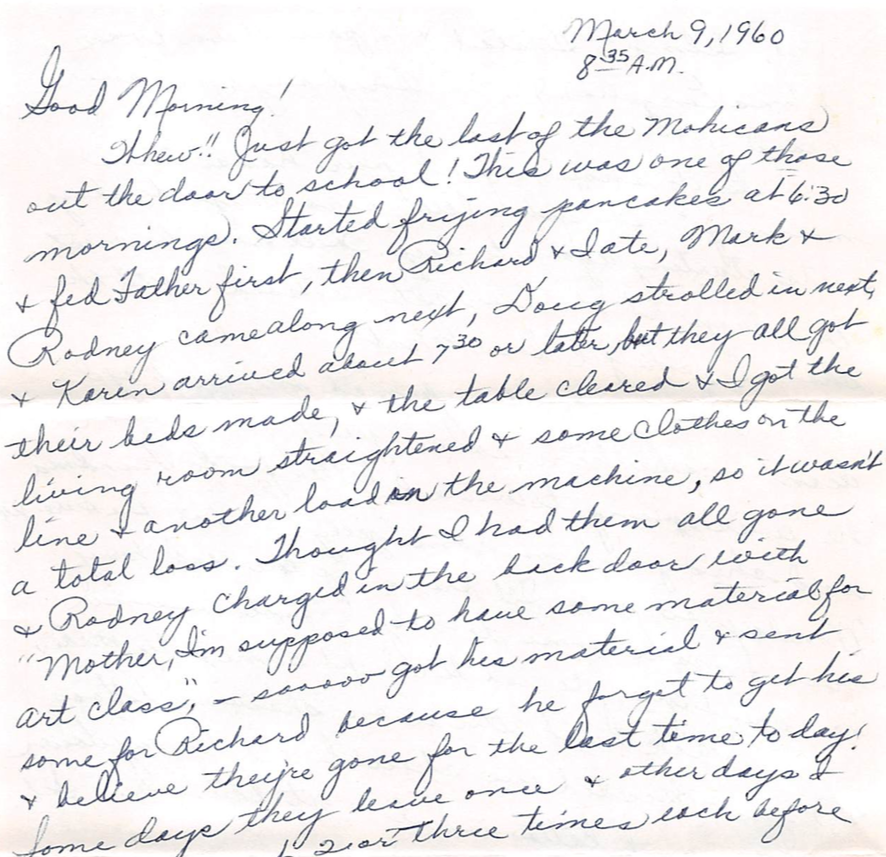 March 9, 1960
8 35 A.M.
Good Morning!
Whew!! Just got the last of the Mohicans
out the door to school! This was one of those
mornings. Started frying pancakes at 6:30
& fed Father first, then Richard & I ate, Mark &
Rodney came along next, Doug strolled in next,
& Karen arrived about 7 30 or later, but they all got
their beds made, & the table cleared & I got the
living room straightened & some clothes on the
line & another load in the machine, so it wasn't
a total loss. Thought I had them all gone
& Rodney charged in the back door with
"Mother, I'm supposed to have some material for
art class", – sooooo got his material & sent
some for Richard because he forget to get his
& believe they're gone for the last time to day!
Some days they leave once & other days I
2 or three times each before